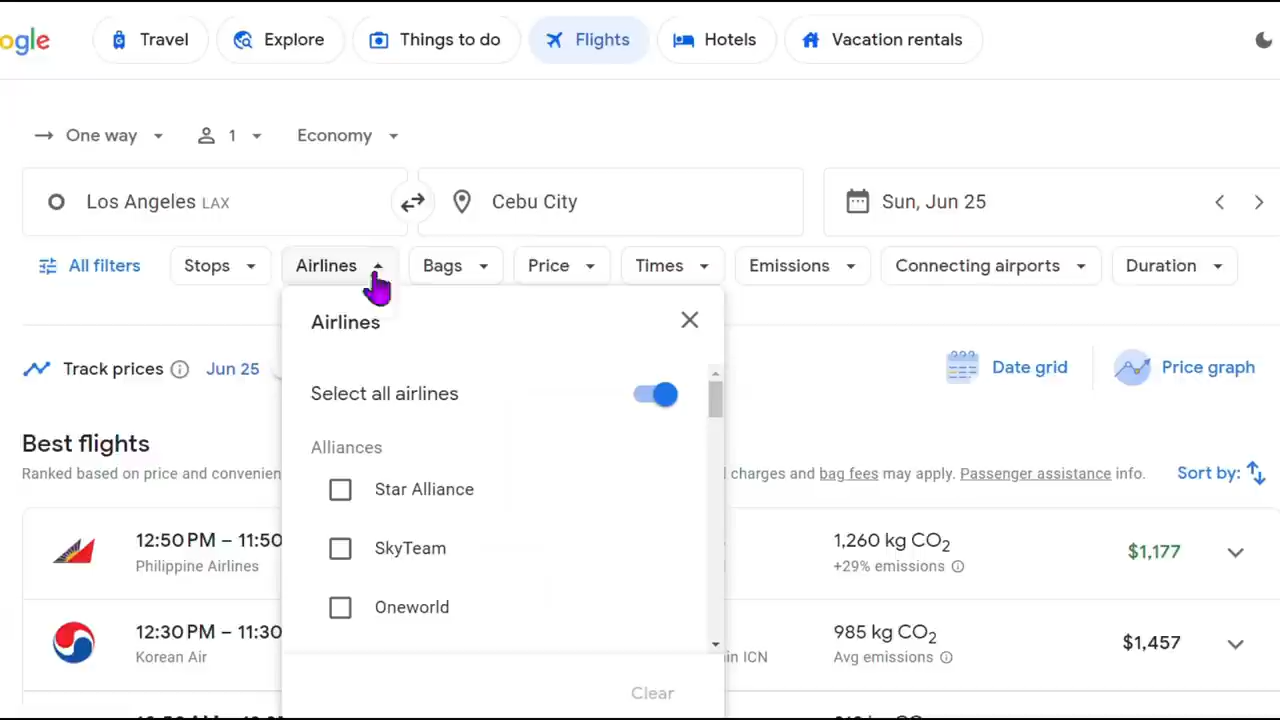 ogle
Travel
Explore
Things to do
Flights
Hotels
Vacation rentals
One way
1
Economy
Los Angeles LAX
Cebu City
Sun, Jun 25
All filters
Stops
Airlines
Bags
Price
Times
Emissions
Connecting airports
Duration
Airlines
Select all airlines
Alliances
Star Alliance
SkyTeam
Oneworld
Clear
Track prices
Jun 25
Date grid
Price graph
Best flights
Ranked based on price and convenien
charges and bag fees may apply. Passenger assistance info.
Sort by:
12:50 PM – 11:50
Philippine Airlines
1,260 kg CO2
+29% emissions
$1,177
12:30 PM – 11:30
Korean Air
in ICN
985 kg CO2
Avg emissions
$1,457